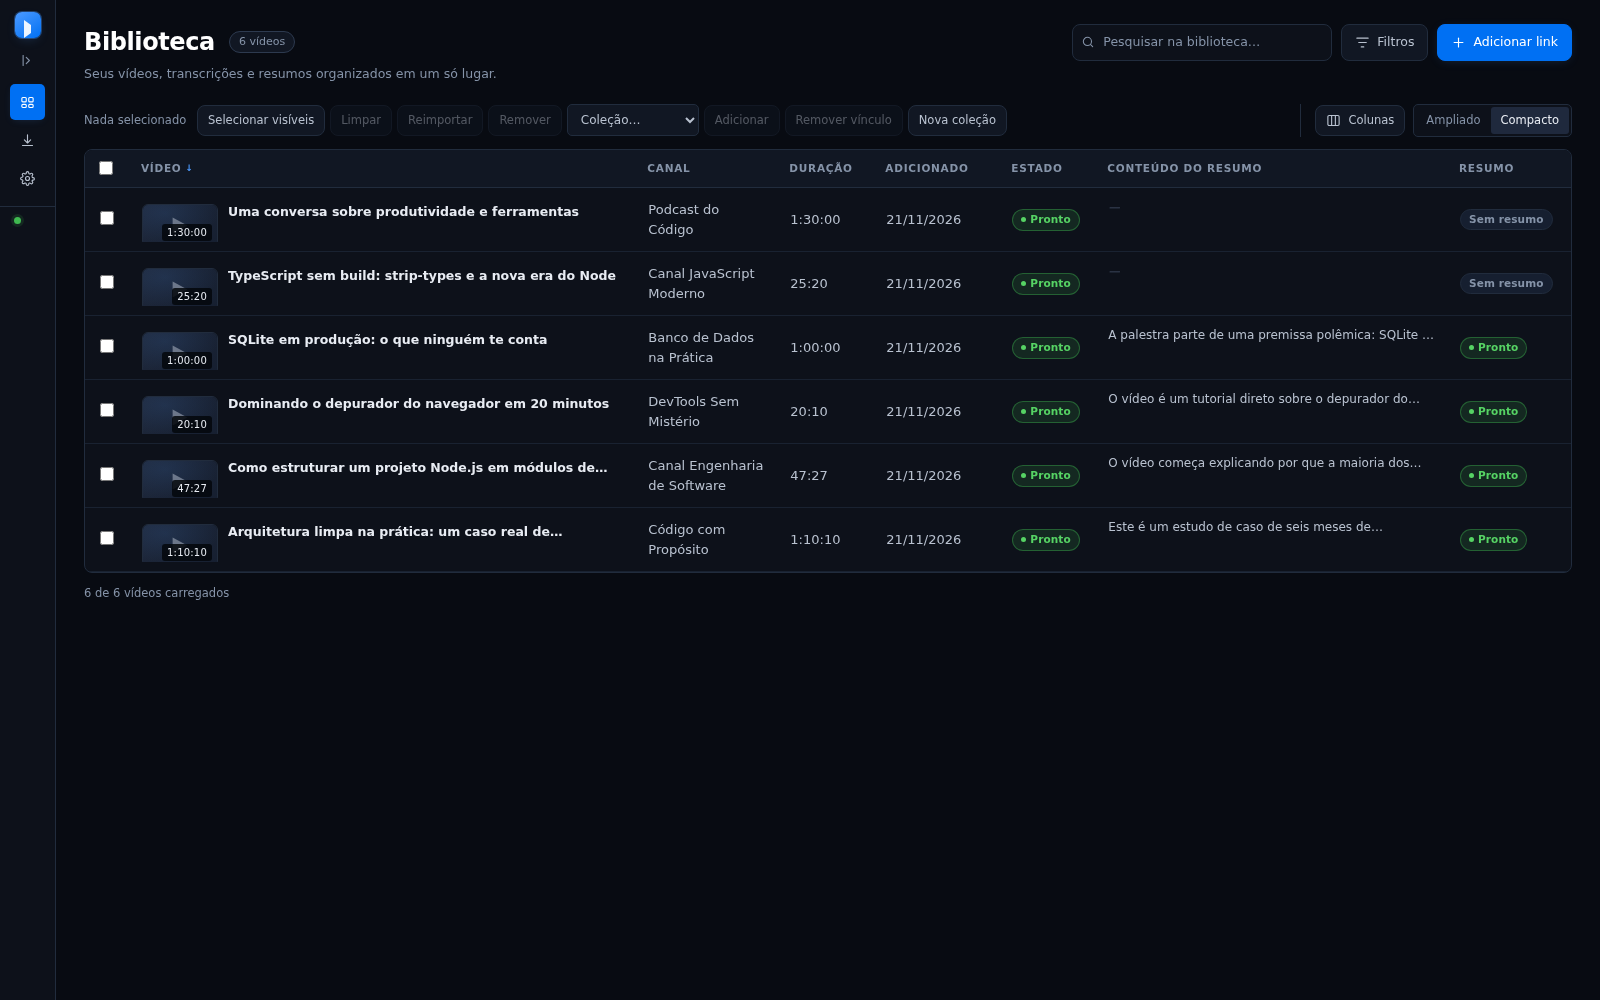 Biblioteca
6 vídeos
Pesquisar na biblioteca...
Filtros
Adicionar link
Seus vídeos, transcrições e resumos organizados em um só lugar.
Nada selecionado
Selecionar visíveis
Limpar
Reimportar
Remover
Coleção...
Adicionar
Remover vínculo
Nova coleção
Colunas
Ampliado
Compacto
VÍDEO ↓
CANAL
DURAÇÃO
ADICIONADO
ESTADO
CONTEÚDO DO RESUMO
RESUMO
1:30:00
Uma conversa sobre produtividade e ferramentas
Podcast do
Código
1:30:00
21/11/2026
Pronto
—
Sem resumo
25:20
TypeScript sem build: strip-types e a nova era do Node
Canal JavaScript
Moderno
25:20
21/11/2026
Pronto
—
Sem resumo
1:00:00
SQLite em produção: o que ninguém te conta
Banco de Dados
na Prática
1:00:00
21/11/2026
Pronto
A palestra parte de uma premissa polêmica: SQLite ...
Pronto
20:10
Dominando o depurador do navegador em 20 minutos
DevTools Sem
Mistério
20:10
21/11/2026
Pronto
O vídeo é um tutorial direto sobre o depurador do...
Pronto
47:27
Como estruturar um projeto Node.js em módulos de...
Canal Engenharia
de Software
47:27
21/11/2026
Pronto
O vídeo começa explicando por que a maioria dos...
Pronto
1:10:10
Arquitetura limpa na prática: um caso real de...
Código com
Propósito
1:10:10
21/11/2026
Pronto
Este é um estudo de caso de seis meses de...
Pronto
6 de 6 vídeos carregados